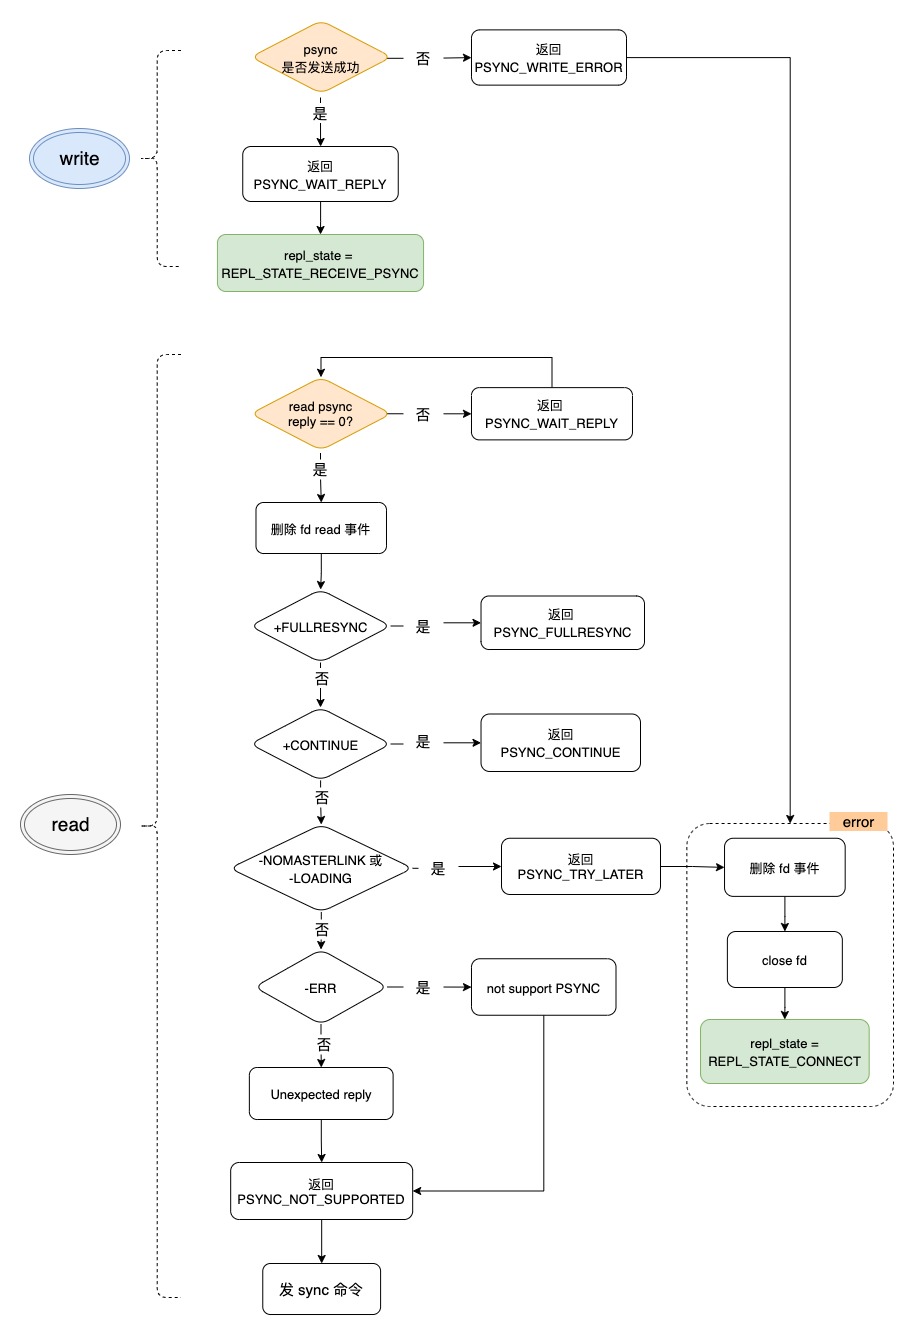 psync
是否发送成功
否
返回
PSYNC_WRITE_ERROR
是
write
返回
PSYNC_WAIT_REPLY
repl_state =
REPL_STATE_RECEIVE_PSYNC
read psync
reply == 0?
否
返回
PSYNC_WAIT_REPLY
是
删除 fd read 事件
+FULLRESYNC
是
返回
PSYNC_FULLRESYNC
否
+CONTINUE
是
返回
PSYNC_CONTINUE
否
read
error
-NOMASTERLINK 或
-LOADING
是
返回
PSYNC_TRY_LATER
删除 fd 事件
否
close fd
-ERR
是
not support PSYNC
否
repl_state =
REPL_STATE_CONNECT
Unexpected reply
返回
PSYNC_NOT_SUPPORTED
发 sync 命令